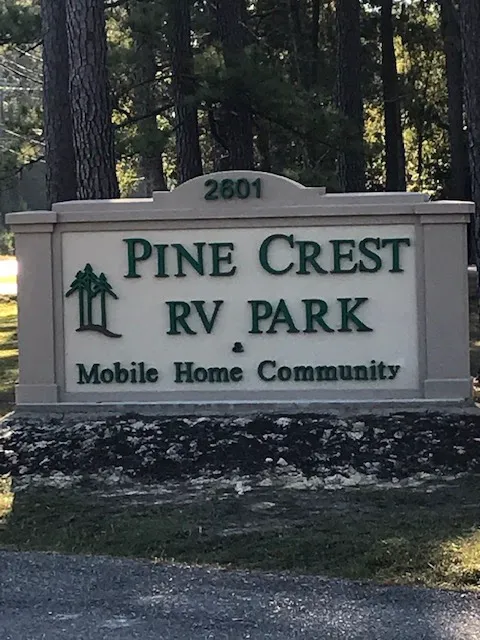 2601
PINE CREST
RV PARK
&
Mobile Home Community